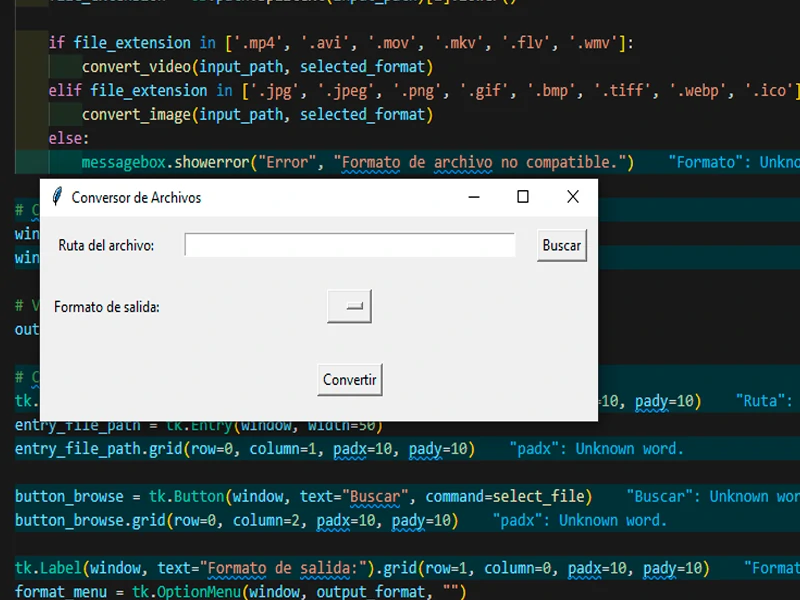 if file_extension in ['.mp4', '.avi', '.mov', '.mkv', '.flv', '.wmv']:
convert_video(input_path, selected_format)
elif file_extension in ['.jpg', '.jpeg', '.png', '.gif', '.bmp', '.tiff', '.webp', '.ico']
convert_image(input_path, selected_format)
else:
messagebox.showerror("Error", "Formato de archivo no compatible.") "Formato": Unkno
Conversor de Archivos
# C
win
Ruta del archivo:
Buscar
win
# V
Formato de salida:
out
# C
Convertir
tk. =10, pady=10) "Ruta":
entry_file_path = tk.Entry(window, width=50)
entry_file_path.grid(row=0, column=1, padx=10, pady=10) "padx": Unknown word.
button_browse = tk.Button(window, text="Buscar", command=select_file) "Buscar": Unknown wor
button_browse.grid(row=0, column=2, padx=10, pady=10) "padx": Unknown word.
tk.Label(window, text="Formato de salida:").grid(row=1, column=0, padx=10, pady=10) "Format
format_menu = tk.OptionMenu(window, output_format, "")